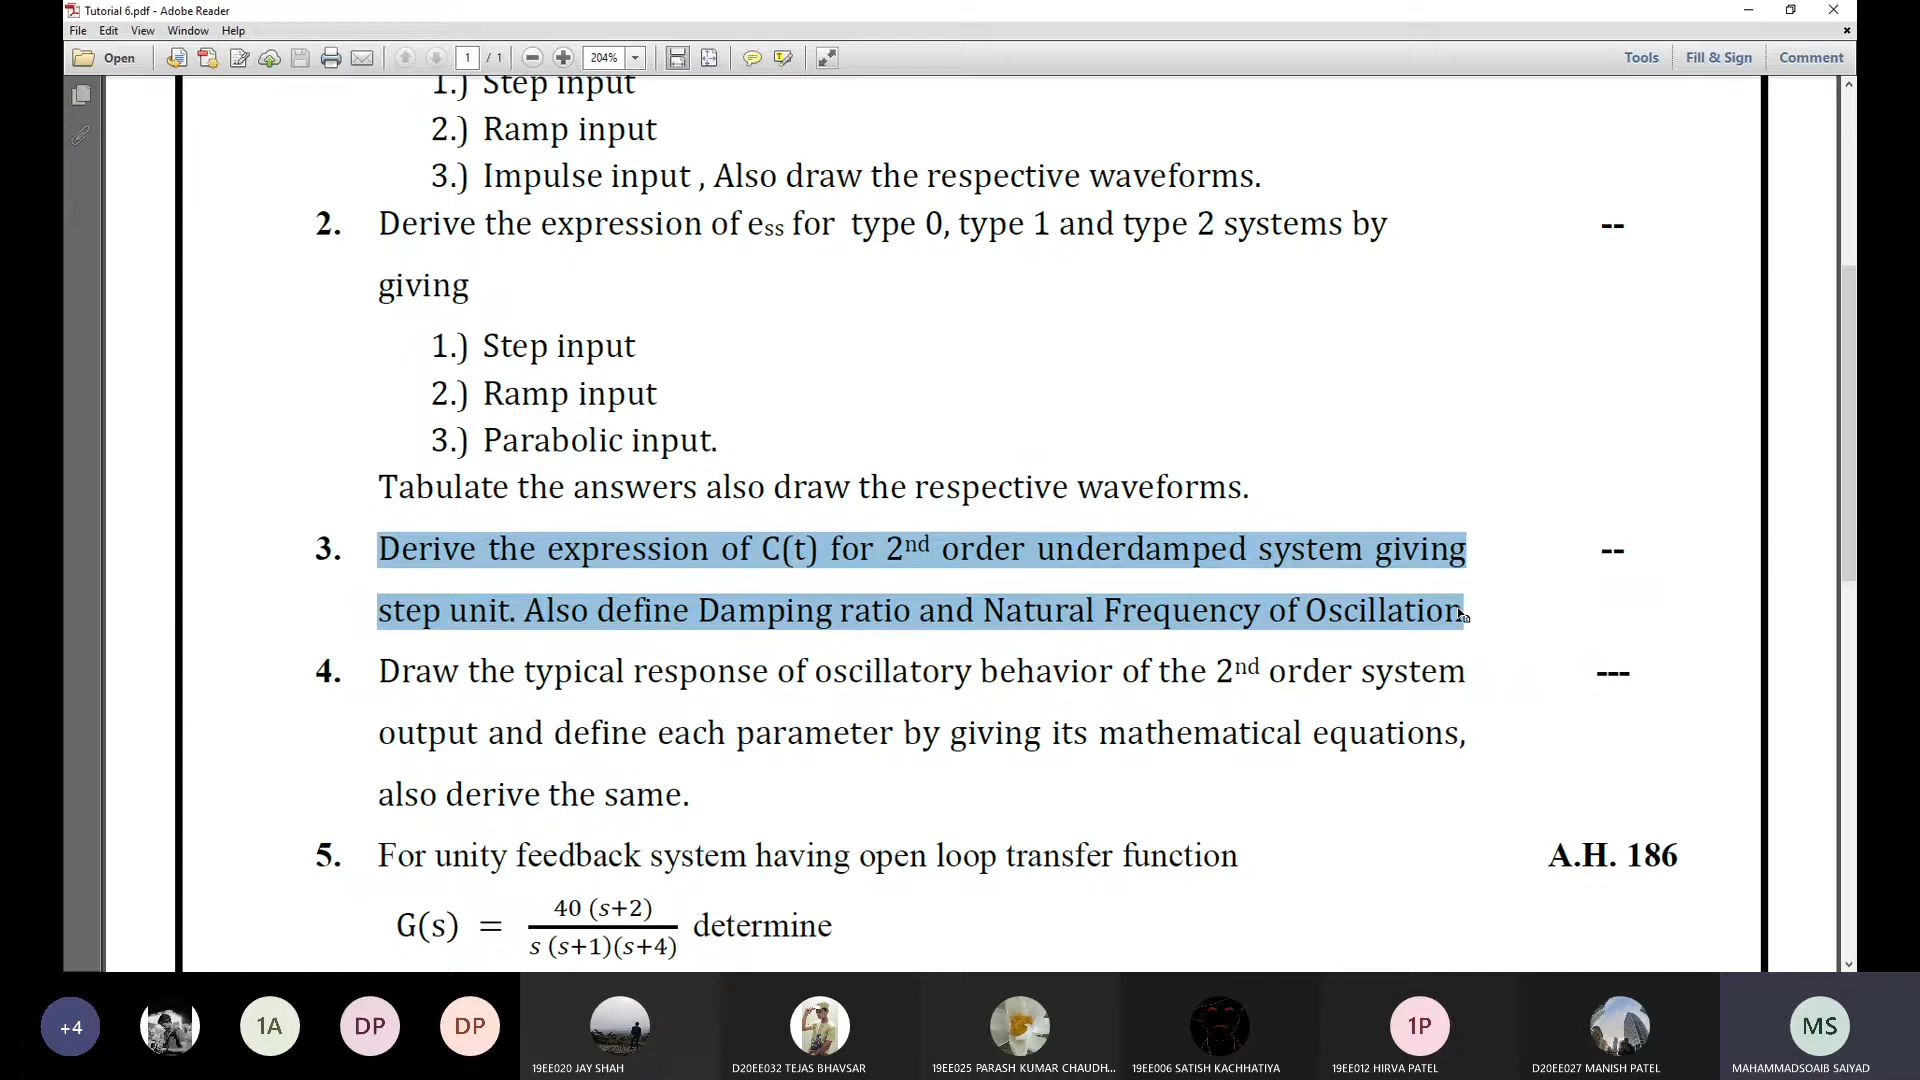 Tutorial 6.pdf - Adobe Reader
File Edit View Window Help
Open 1 / 1 204% Tools Fill & Sign Comment
1.) Step input
2.) Ramp input
3.) Impulse input , Also draw the respective waveforms.
2. Derive the expression of ess for type 0, type 1 and type 2 systems by --
giving
1.) Step input
2.) Ramp input
3.) Parabolic input.
Tabulate the answers also draw the respective waveforms.
3. Derive the expression of C(t) for 2nd order underdamped system giving --
step unit. Also define Damping ratio and Natural Frequency of Oscillation.
4. Draw the typical response of oscillatory behavior of the 2nd order system ---
output and define each parameter by giving its mathematical equations,
also derive the same.
5. For unity feedback system having open loop transfer function A.H. 186
G(s) = 40 (s+2) / s (s+1)(s+4) determine
+4 1A DP DP 1P MS
19EE020 JAY SHAH D20EE032 TEJAS BHAVSAR 19EE025 PARASH KUMAR CHAUDH... 19EE006 SATISH KACHHATIYA 19EE012 HIRVA PATEL D20EE027 MANISH PATEL MAHAMMADSOAIB SAIYAD